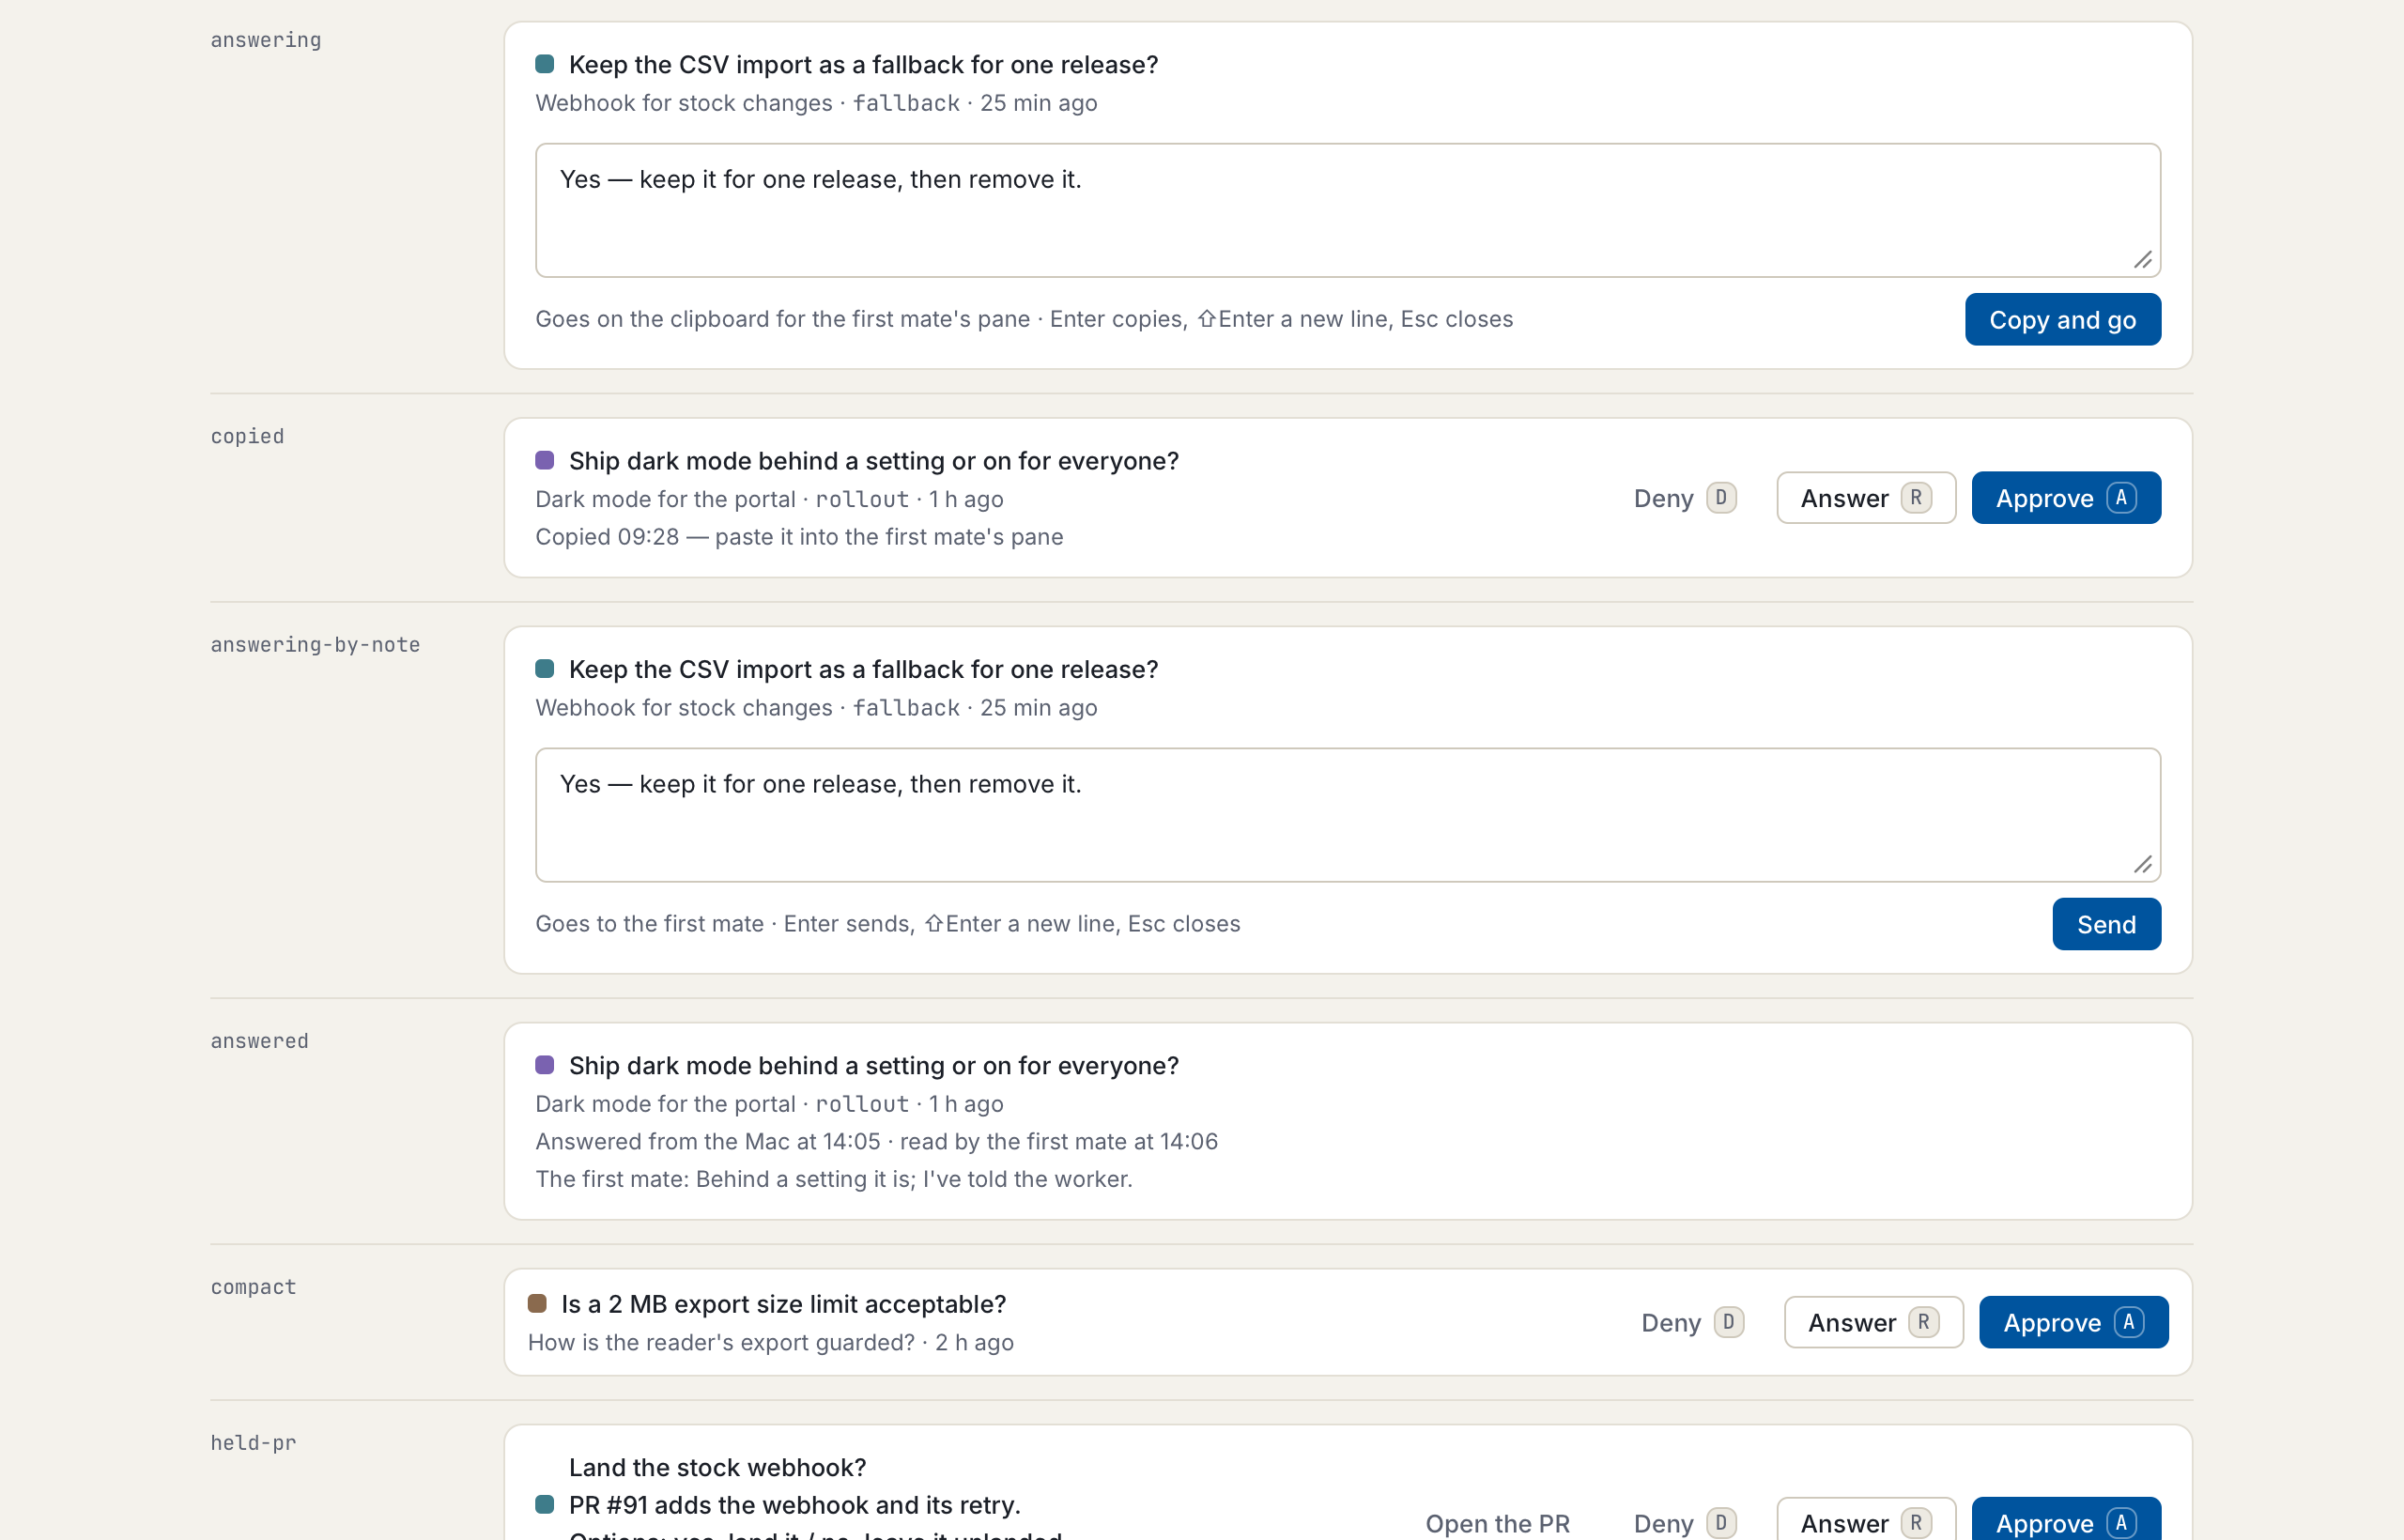 answering
Keep the CSV import as a fallback for one release?
Webhook for stock changes · fallback · 25 min ago
Yes — keep it for one release, then remove it.
Goes on the clipboard for the first mate's pane · Enter copies, ⇧Enter a new line, Esc closes
Copy and go
copied
Ship dark mode behind a setting or on for everyone?
Dark mode for the portal · rollout · 1 h ago
Copied 09:28 — paste it into the first mate's pane
Deny D
Answer R
Approve A
answering-by-note
Keep the CSV import as a fallback for one release?
Webhook for stock changes · fallback · 25 min ago
Yes — keep it for one release, then remove it.
Goes to the first mate · Enter sends, ⇧Enter a new line, Esc closes
Send
answered
Ship dark mode behind a setting or on for everyone?
Dark mode for the portal · rollout · 1 h ago
Answered from the Mac at 14:05 · read by the first mate at 14:06
The first mate: Behind a setting it is; I've told the worker.
compact
Is a 2 MB export size limit acceptable?
How is the reader's export guarded? · 2 h ago
Deny D
Answer R
Approve A
held-pr
Land the stock webhook?
PR #91 adds the webhook and its retry.
Options: yes, land it / no, leave it unlanded
Open the PR
Deny D
Answer R
Approve A